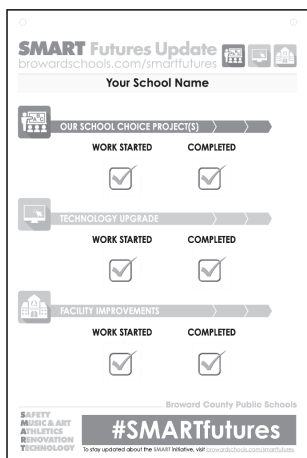 SMART Futures Update
browardschools.com/smartfutures
Your School Name
OUR SCHOOL CHOICE PROJECT(S)
WORK STARTED COMPLETED
TECHNOLOGY UPGRADE
WORK STARTED COMPLETED
FACILITY IMPROVEMENTS
WORK STARTED COMPLETED
Broward County Public Schools
SAFETY
MUSIC & ART
ATHLETICS
RENOVATION
TECHNOLOGY
#SMARTfutures
To stay updated about the SMART initiative, visit browardschools.com/smartfutures